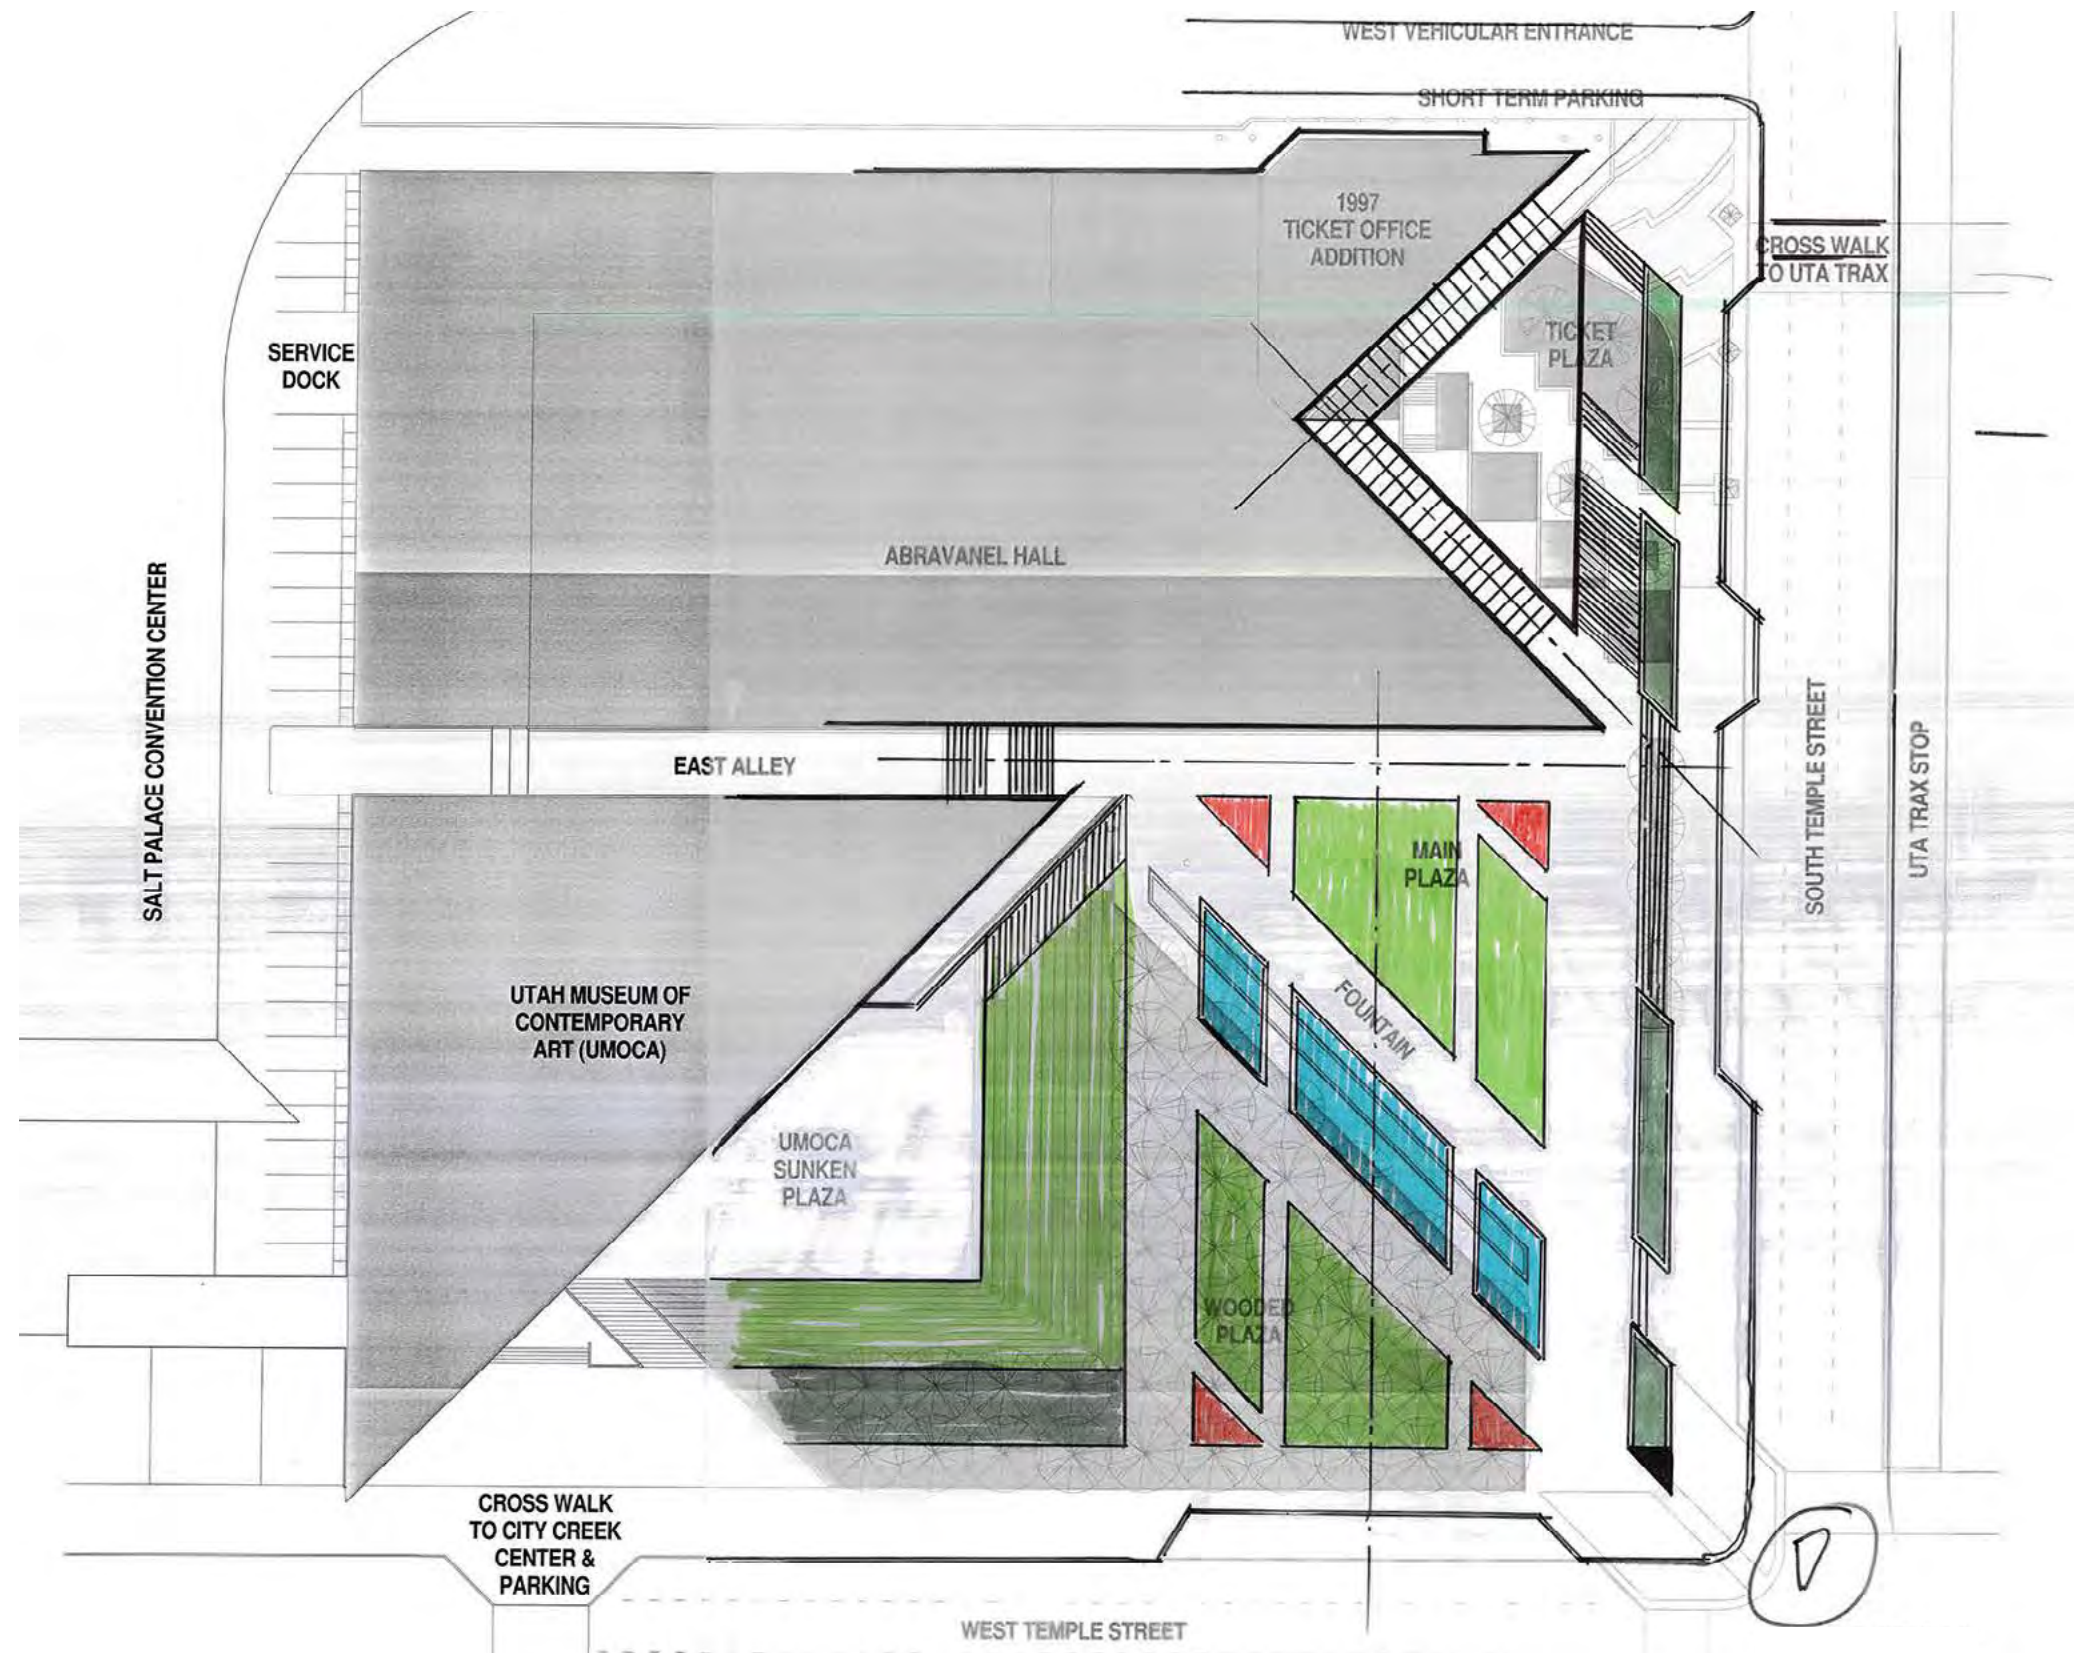 WEST VEHICULAR ENTRANCE
SHORT TERM PARKING
1997
TICKET OFFICE
ADDITION
CROSS WALK
TO UTA TRAX
TICKET
PLAZA
SERVICE
DOCK
ABRAVANEL HALL
SALT PALACE CONVENTION CENTER
EAST ALLEY
SOUTH TEMPLE STREET
UTA TRAX STOP
MAIN
PLAZA
UTAH MUSEUM OF
CONTEMPORARY
ART (UMOCA)
FOUNTAIN
UMOCA
SUNKEN
PLAZA
WOODED
PLAZA
CROSS WALK
TO CITY CREEK
CENTER &
PARKING
D
WEST TEMPLE STREET